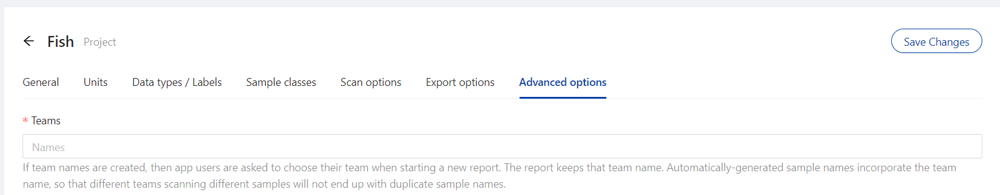 ← Fish Project
Save Changes
General Units Data types / Labels Sample classes Scan options Export options Advanced options
* Teams
Names
If team names are created, then app users are asked to choose their team when starting a new report. The report keeps that team name. Automatically-generated sample names incorporate the team
name, so that different teams scanning different samples will not end up with duplicate sample names.